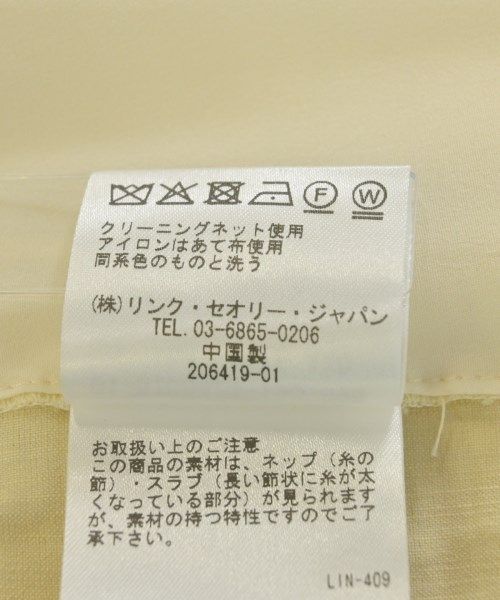 F W
クリーニングネット使用
アイロンはあて布使用
同系色のものと洗う
(株)リンク・セオリー・ジャパン
TEL. 03-6865-0206
中国製
206419-01
お取扱い上のご注意
この商品の素材は、ネップ(糸の
節)・スラブ(長い節状に糸が太
くなっている部分)が見られます
が、素材の持つ特性ですのでご了
承下さい。
LIN-409